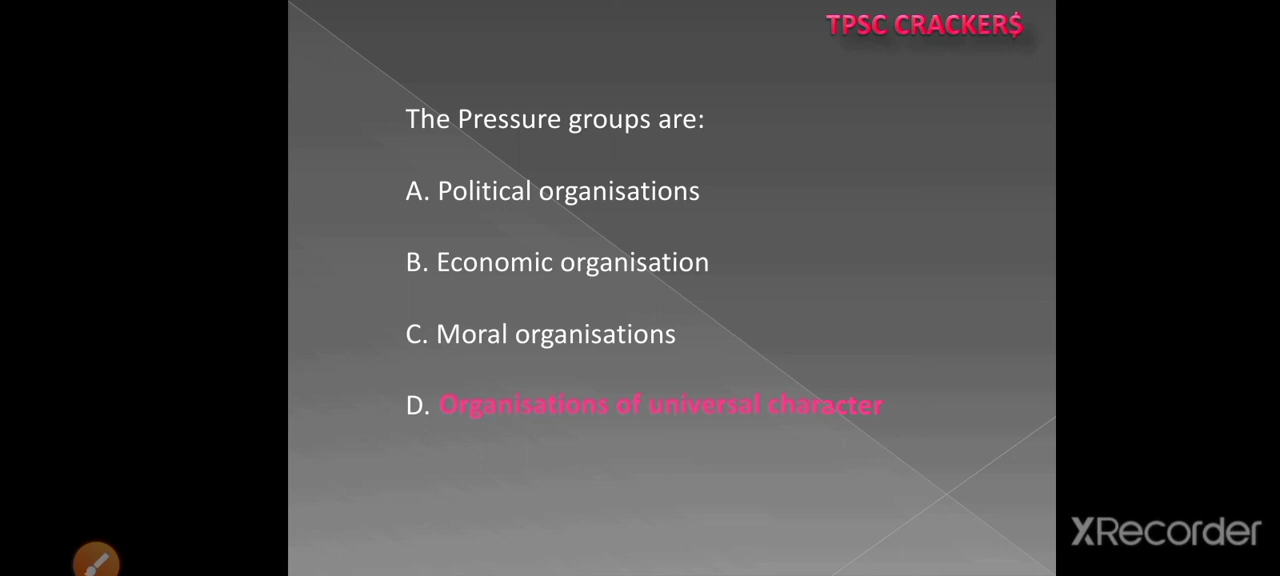 TPSC CRACKER$
The Pressure groups are:
A. Political organisations
B. Economic organisation
C. Moral organisations
D. Organisations of universal character
XRecorder